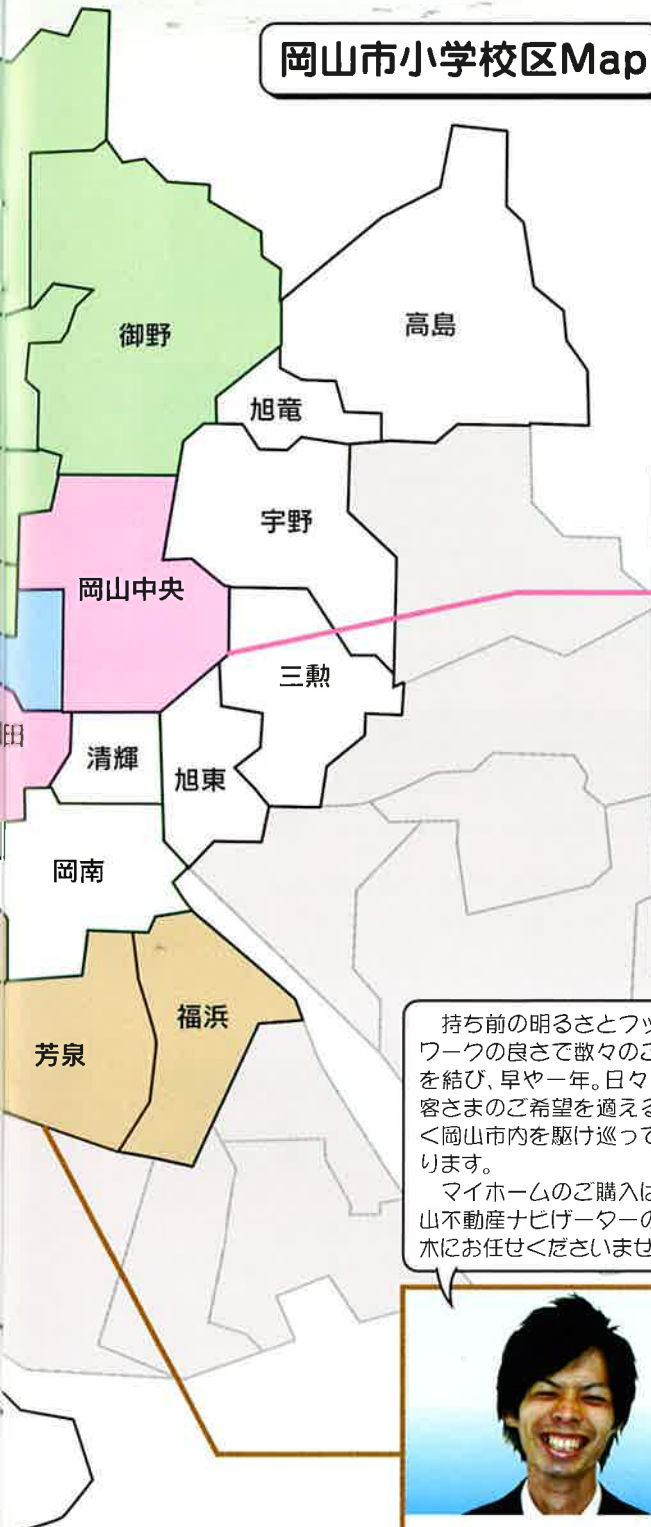 岡山市小学校区Map
御野
高島
旭竜
宇野
岡山中央
三勲
田
清輝
旭東
岡南
福浜
芳泉
持ち前の明るさとフッ
ワークの良さで数々のご
を結び、早や一年。日々
客さまのご希望を適える
く岡山市内を駆け巡って
ります。
マイホームのご購入は
山不動産ナビゲーターの
木にお任せくださいませ